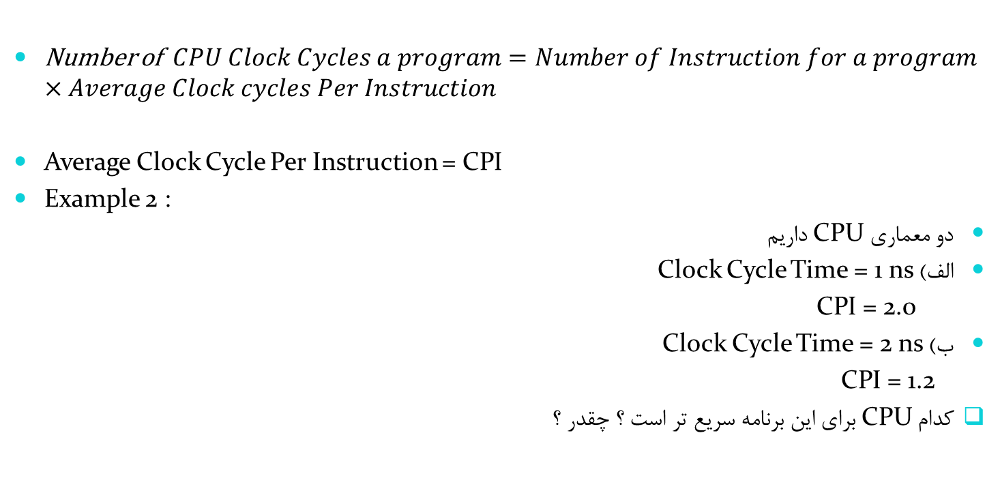 • Number of CPU Clock Cycles a program = Number of Instruction for a program
× Average Clock cycles Per Instruction
• Average Clock Cycle Per Instruction = CPI
• Example 2 :
• دو معماری CPU داریم
• الف) Clock Cycle Time = 1 ns
CPI = 2.0
• ب) Clock Cycle Time = 2 ns
CPI = 1.2
❑ کدام CPU برای این برنامه سریع تر است ؟ چقدر ؟